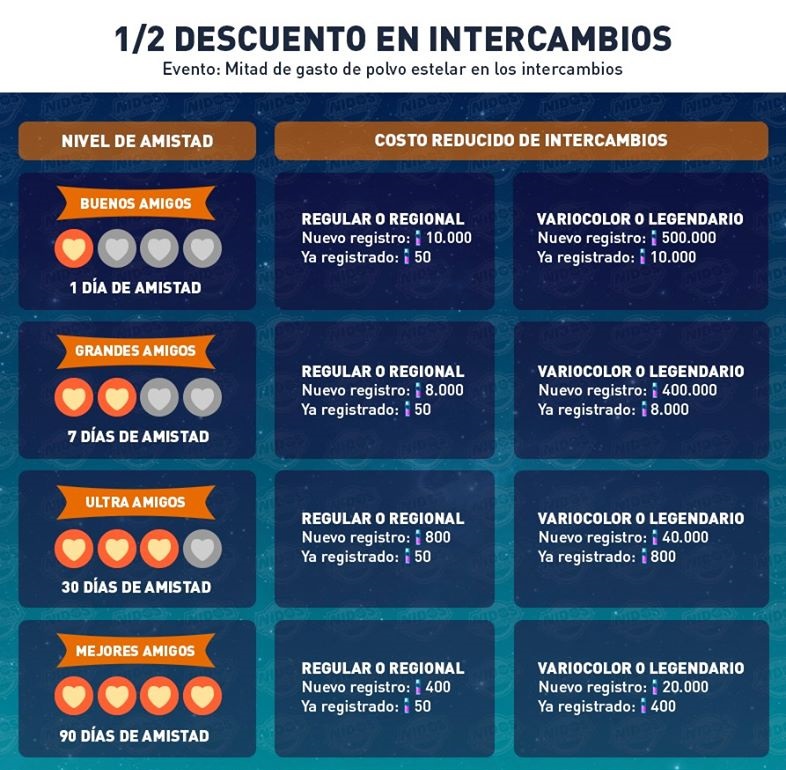 1/2 DESCUENTO EN INTERCAMBIOS
Evento: Mitad de gasto de polvo estelar en los intercambios
NIVEL DE AMISTAD
COSTO REDUCIDO DE INTERCAMBIOS
BUENOS AMIGOS
1 DÍA DE AMISTAD
REGULAR O REGIONAL
Nuevo registro: 10.000
Ya registrado: 50
VARIOCOLOR O LEGENDARIO
Nuevo registro: 500.000
Ya registrado: 10.000
GRANDES AMIGOS
7 DÍAS DE AMISTAD
REGULAR O REGIONAL
Nuevo registro: 8.000
Ya registrado: 50
VARIOCOLOR O LEGENDARIO
Nuevo registro: 400.000
Ya registrado: 8.000
ULTRA AMIGOS
30 DÍAS DE AMISTAD
REGULAR O REGIONAL
Nuevo registro: 800
Ya registrado: 50
VARIOCOLOR O LEGENDARIO
Nuevo registro: 40.000
Ya registrado: 800
MEJORES AMIGOS
90 DÍAS DE AMISTAD
REGULAR O REGIONAL
Nuevo registro: 400
Ya registrado: 50
VARIOCOLOR O LEGENDARIO
Nuevo registro: 20.000
Ya registrado: 400